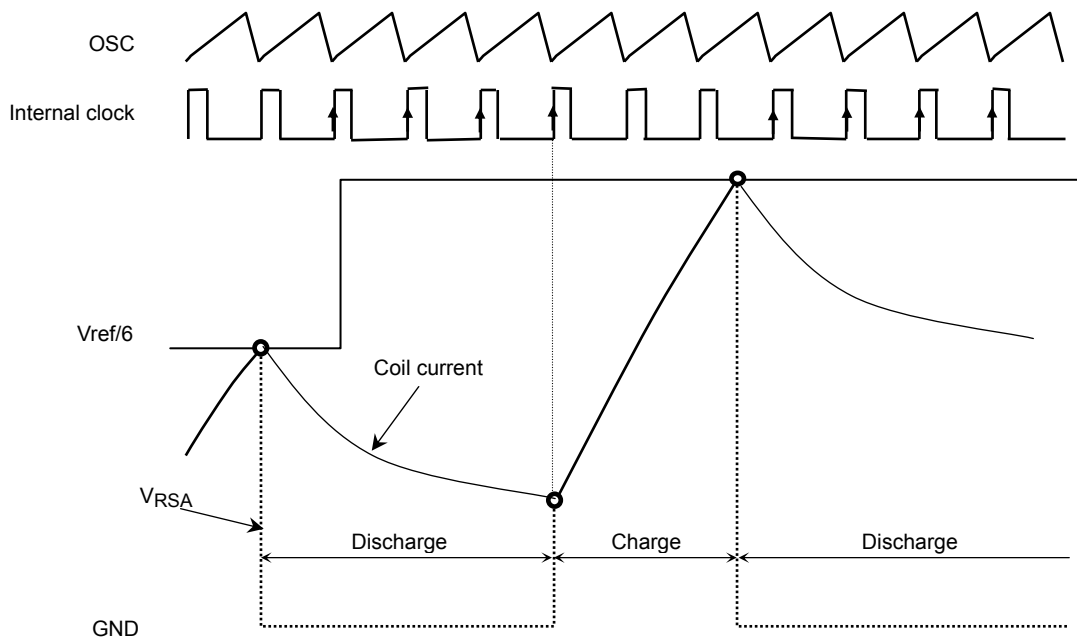 OSC
Internal clock
Vref/6
Coil current
VRSA
Discharge
Charge
Discharge
GND